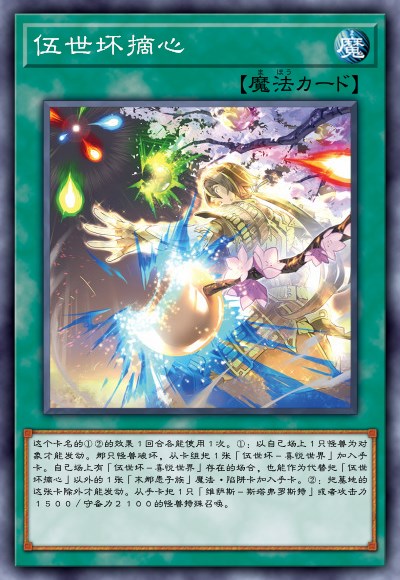 伍世坏摘心
魔
【魔法カード】
这个卡名的①②的效果1回合各能使用1次。①：以自己场上1只怪兽为对
象才能发动。那只怪兽破坏，从卡组把1张「伍世坏－喜悦世界」加入手
卡。自己场上有「伍世坏－喜悦世界」存在的场合，也能作为代替把「伍世
坏摘心」以外的1张「末那愚子族」魔法·陷阱卡加入手卡。②：把墓地的
这张卡除外才能发动。从手卡把1只「维萨斯－斯塔弗罗斯特」或者攻击力
1500／守备力2100的怪兽特殊召唤。